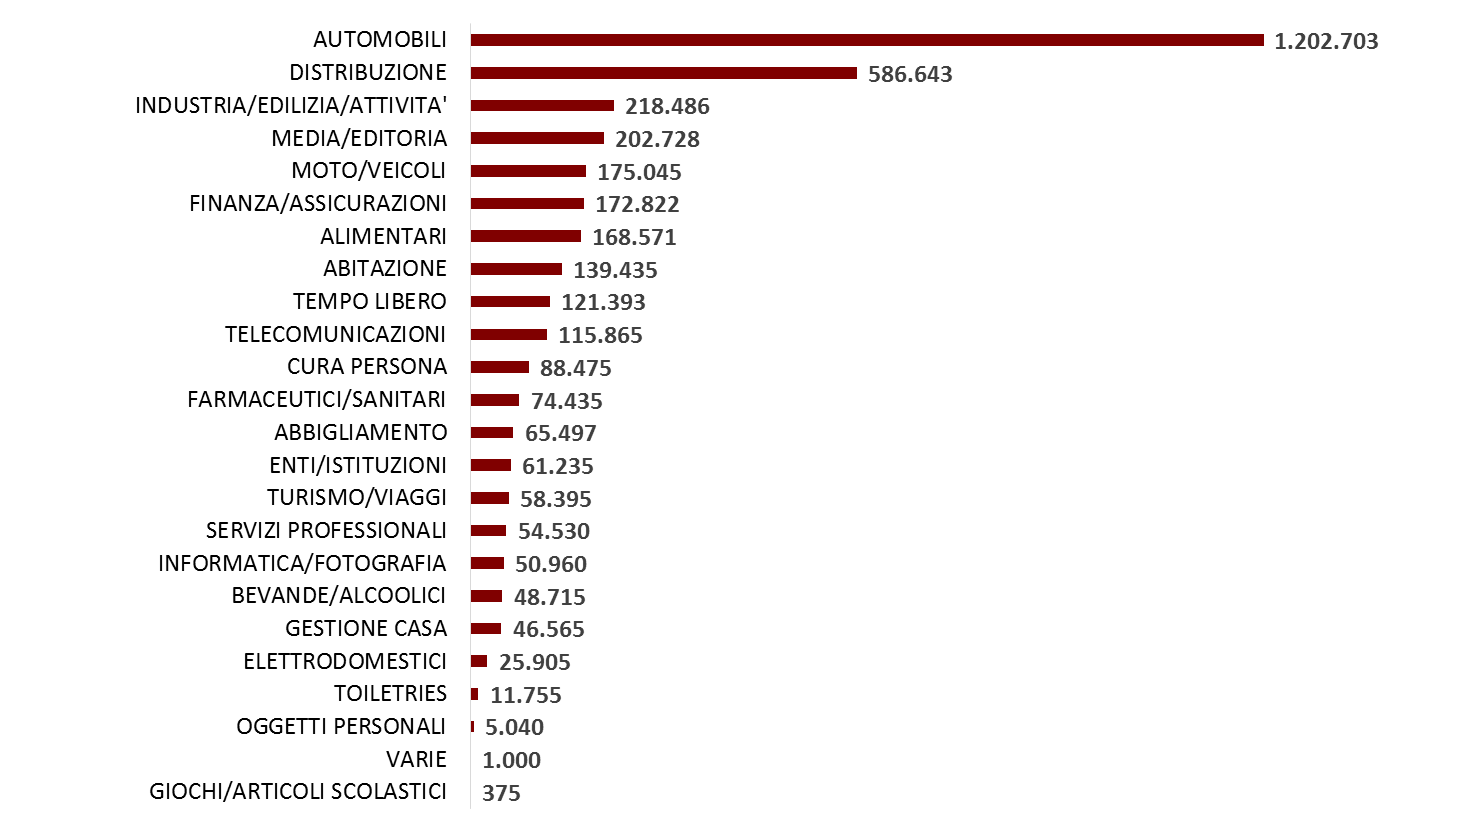 AUTOMOBILI 1.202.703
DISTRIBUZIONE 586.643
INDUSTRIA/EDILIZIA/ATTIVITA' 218.486
MEDIA/EDITORIA 202.728
MOTO/VEICOLI 175.045
FINANZA/ASSICURAZIONI 172.822
ALIMENTARI 168.571
ABITAZIONE 139.435
TEMPO LIBERO 121.393
TELECOMUNICAZIONI 115.865
CURA PERSONA 88.475
FARMACEUTICI/SANITARI 74.435
ABBIGLIAMENTO 65.497
ENTI/ISTITUZIONI 61.235
TURISMO/VIAGGI 58.395
SERVIZI PROFESSIONALI 54.530
INFORMATICA/FOTOGRAFIA 50.960
BEVANDE/ALCOOLICI 48.715
GESTIONE CASA 46.565
ELETTRODOMESTICI 25.905
TOILETRIES 11.755
OGGETTI PERSONALI 5.040
VARIE 1.000
GIOCHI/ARTICOLI SCOLASTICI 375